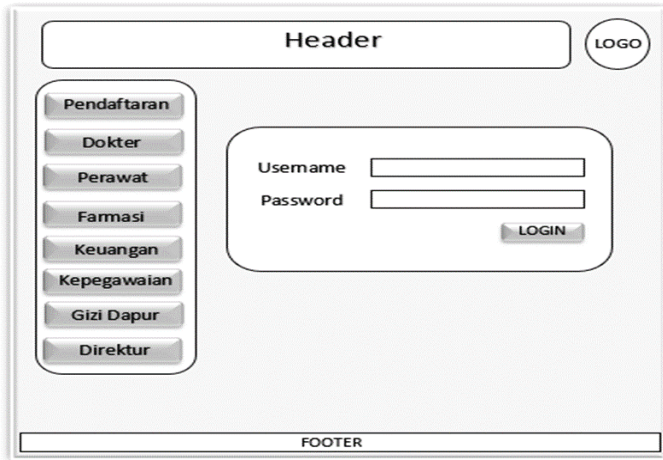 Header
LOGO
Pendaftaran
Dokter
Perawat
Farmasi
Keuangan
Kepegawaian
Gizi Dapur
Direktur
Username
Password
LOGIN
FOOTER